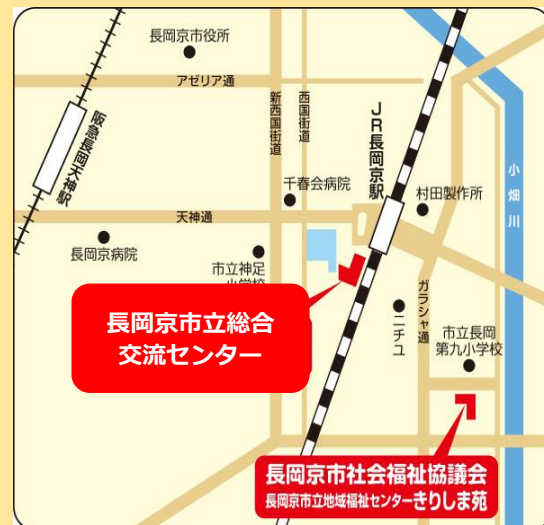 長岡京市役所
アゼリア通
阪急長岡天神駅
新西国街道
西国街道
JR長岡京駅
小畑川
千春会病院
村田製作所
天神通
長岡京病院
市立神足
小学校
ガラシャ通
長岡京市立総合
交流センター
ニチユ
市立長岡
第九小学校
長岡京市社会福祉協議会
長岡京市立地域福祉センターきりしま苑